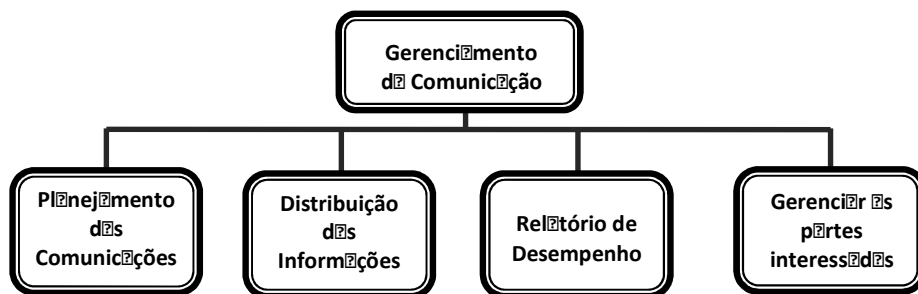 Gerenci⍰mento
d⍰ Comunic⍰ção
Pl⍰nej⍰mento
d⍰s
Comunic⍰ções
Distribuição
d⍰s
Inform⍰ções
Rel⍰tório de
Desempenho
Gerenci⍰r ⍰s
p⍰rtes
interess⍰d⍰s